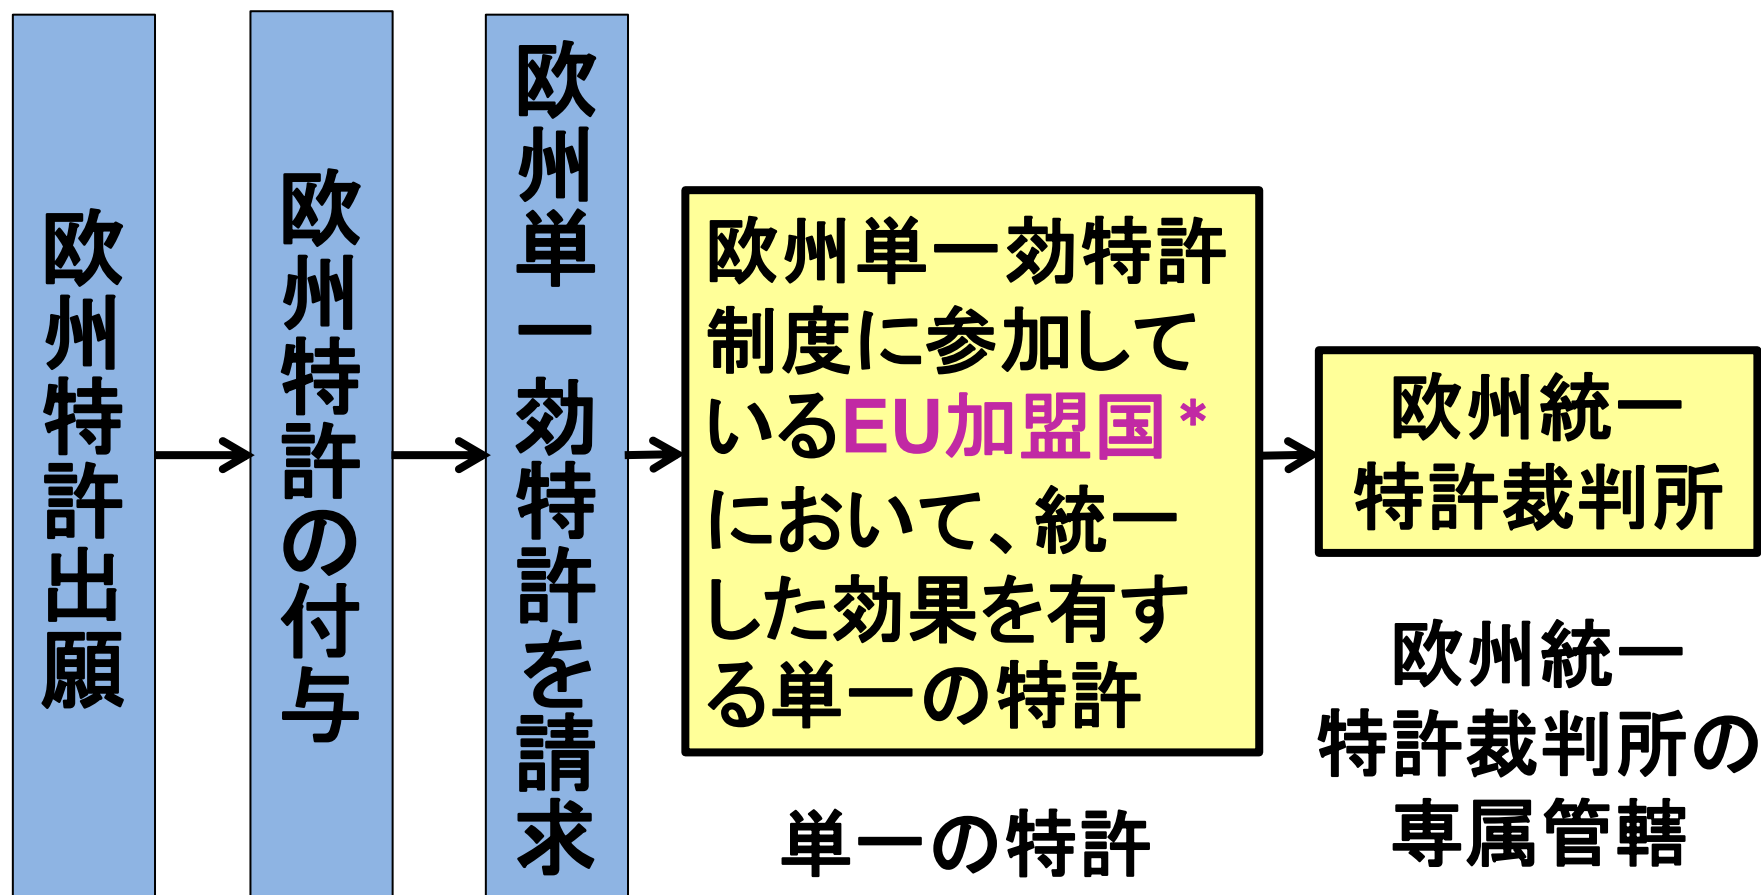 欧州特許出願
欧州特許の付与
欧州単一効特許を請求
欧州単一効特許
制度に参加して
いるEU加盟国*
において、統一
した効果を有す
る単一の特許
単一の特許
欧州統一
特許裁判所
欧州統一
特許裁判所の
専属管轄